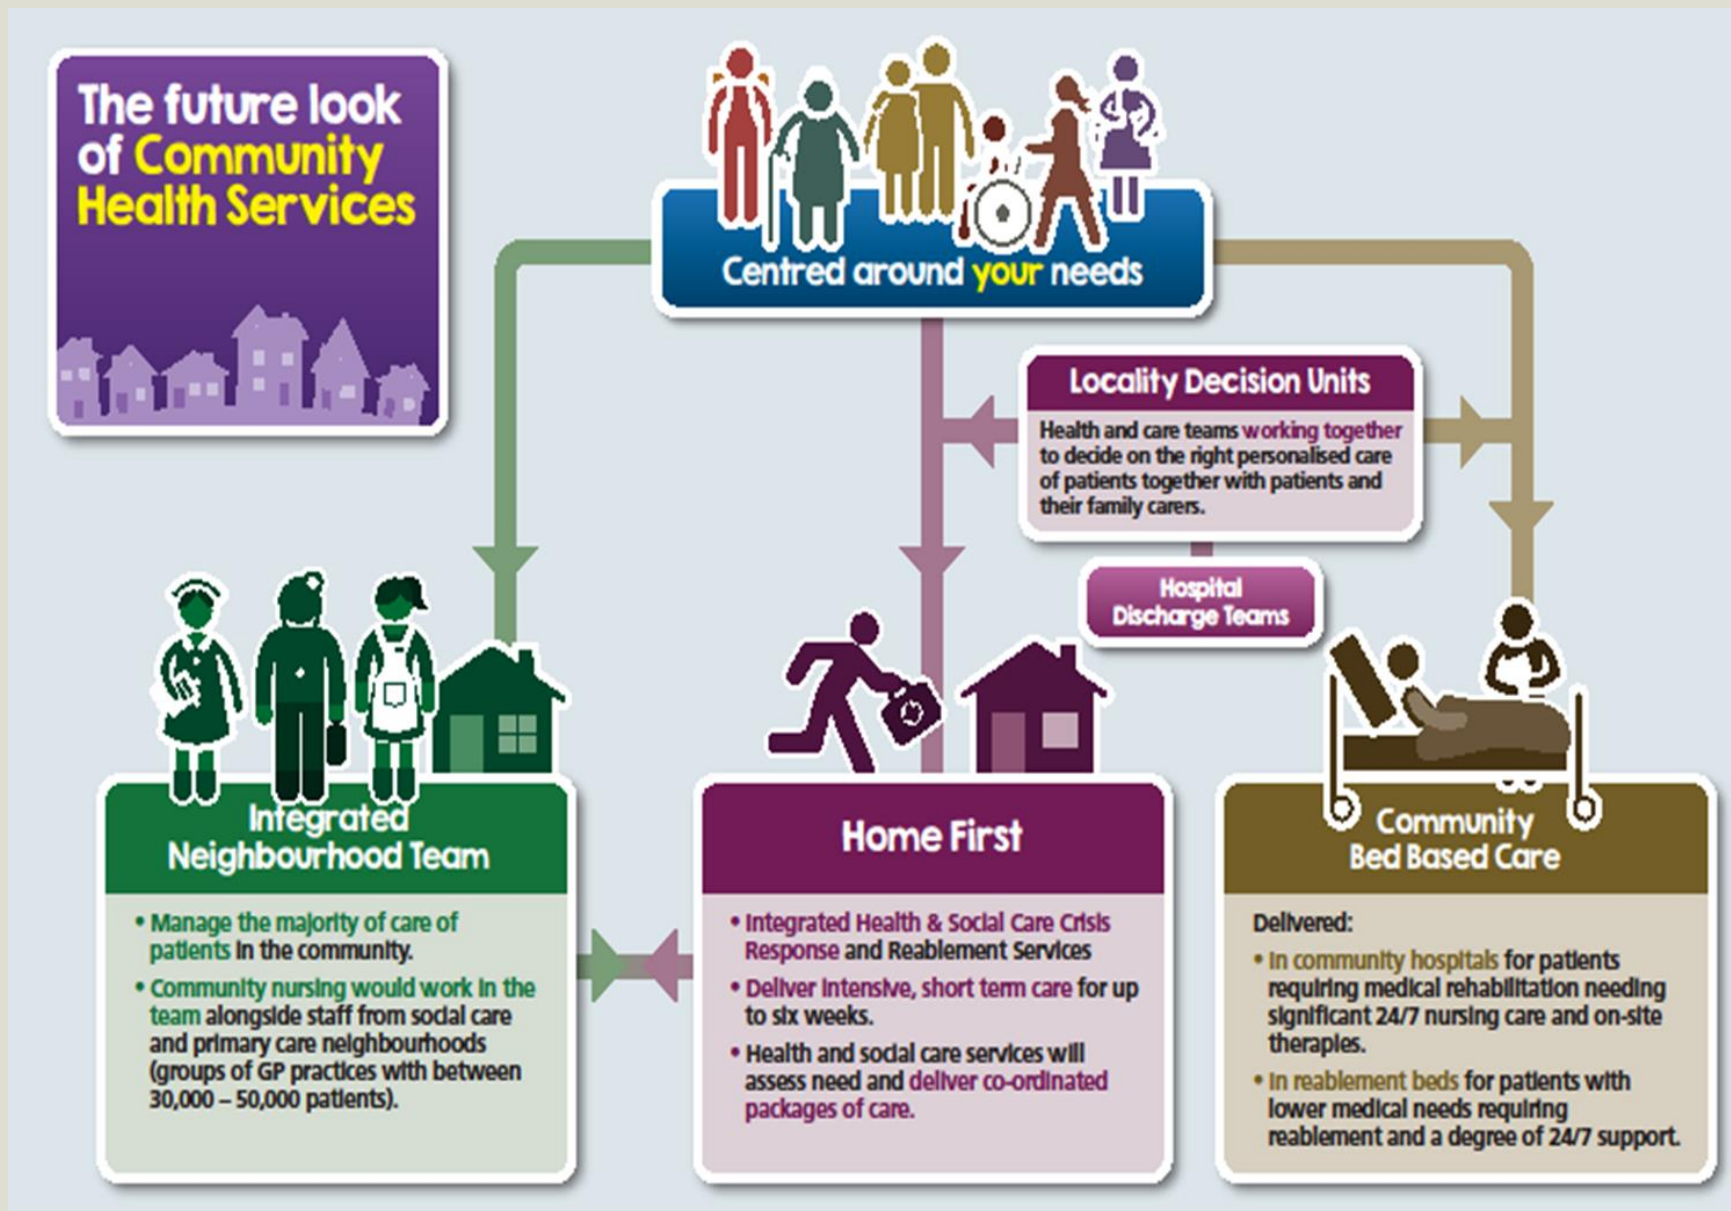 The future look
of Community
Health Services
Centred around your needs
Locality Decision Units
Health and care teams working together
to decide on the right personalised care
of patients together with patients and
their family carers.
Hospital
Discharge Teams
Integrated
Neighbourhood Team
• Manage the majority of care of
patients in the community.
• Community nursing would work in the
team alongside staff from social care
and primary care neighbourhoods
(groups of GP practices with between
30,000 – 50,000 patients).
Home First
• Integrated Health & Social Care Crisis
Response and Reablement Services
• Deliver intensive, short term care for up
to six weeks.
• Health and social care services will
assess need and deliver co-ordinated
packages of care.
Community
Bed Based Care
Delivered:
• In community hospitals for patients
requiring medical rehabilitation needing
significant 24/7 nursing care and on-site
therapies.
• In reablement beds for patients with
lower medical needs requiring
reablement and a degree of 24/7 support.